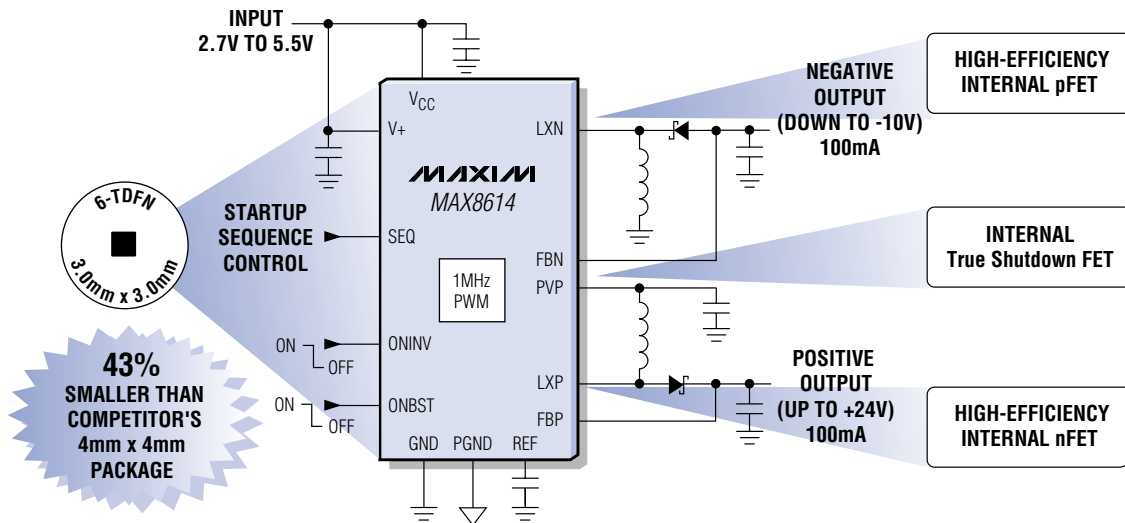 INPUT
2.7V TO 5.5V
VCC
V+
MAXIM
MAX8614
SEQ
1MHz
PWM
ONINV
ONBST
GND
PGND
REF
LXN
FBN
PVP
LXP
FBP
6-TDFN
3.0mm x 3.0mm
STARTUP
SEQUENCE
CONTROL
ON
OFF
ON
OFF
43%
SMALLER THAN
COMPETITOR'S
4mm x 4mm
PACKAGE
NEGATIVE
OUTPUT
(DOWN TO -10V)
100mA
POSITIVE
OUTPUT
(UP TO +24V)
100mA
HIGH-EFFICIENCY
INTERNAL pFET
INTERNAL
True Shutdown FET
HIGH-EFFICIENCY
INTERNAL nFET